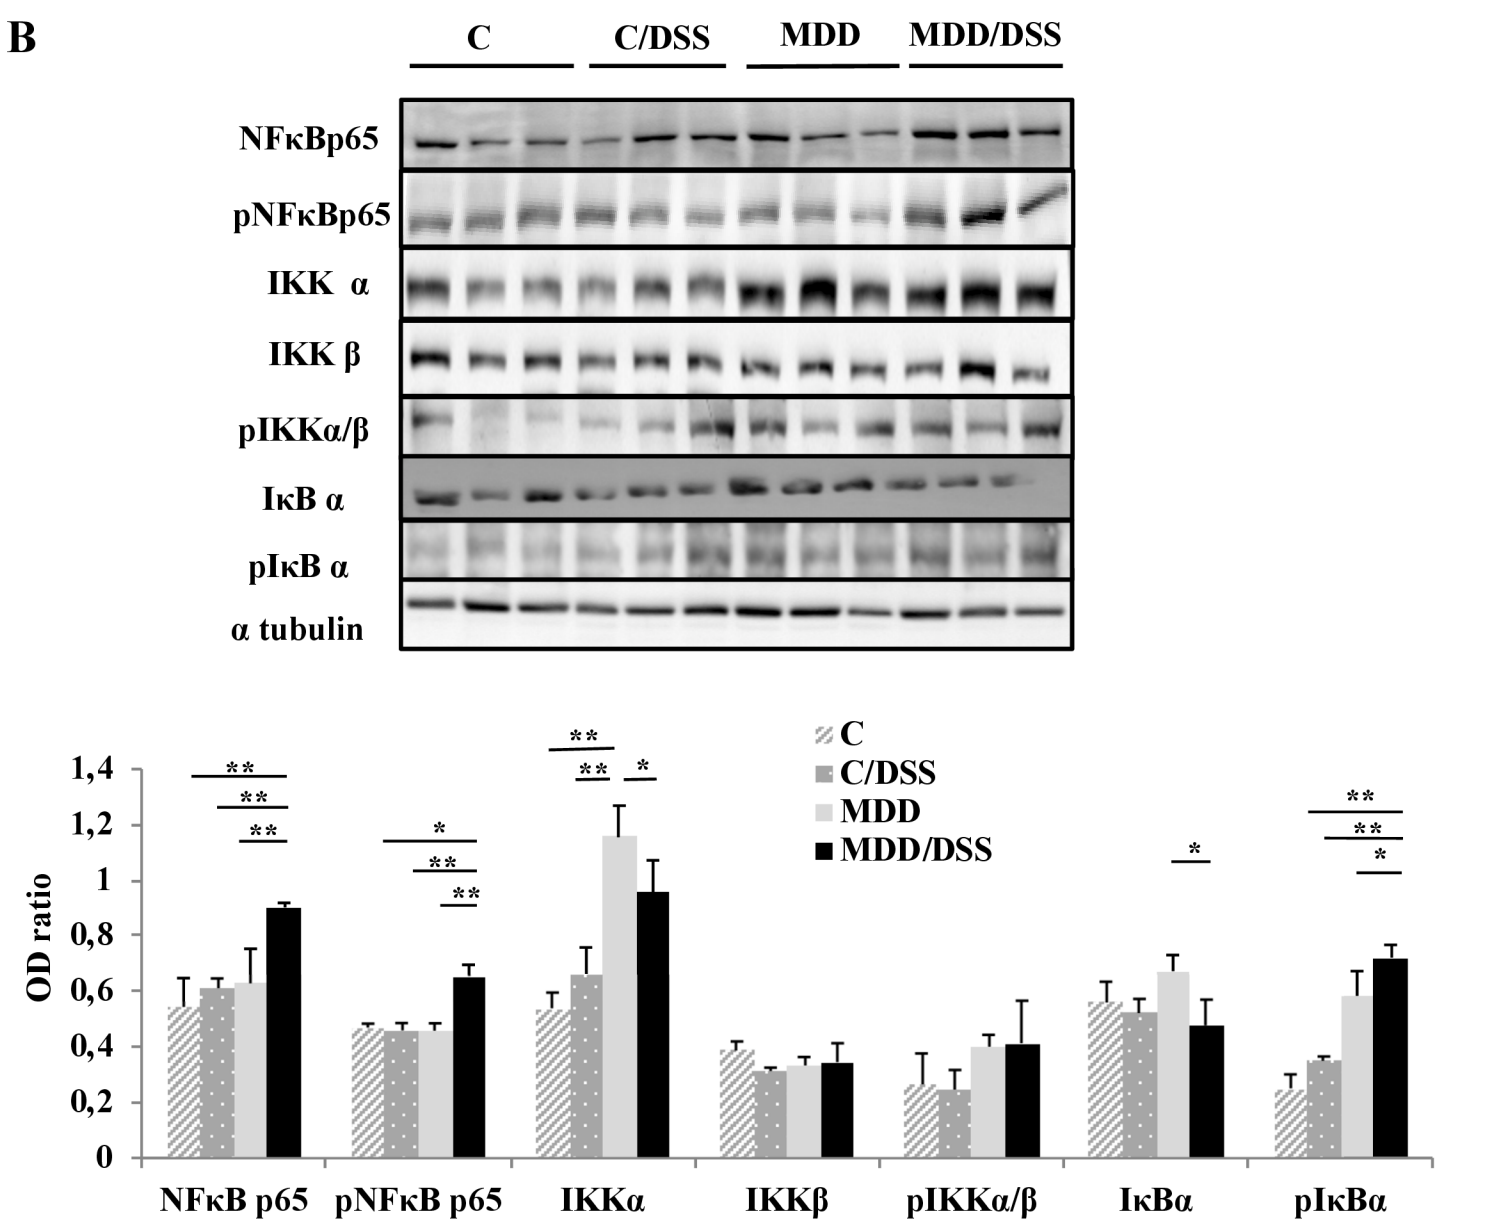 B
C C/DSS MDD MDD/DSS
NFκBp65
pNFκBp65
IKK α
IKK β
pIKKα/β
IκB α
pIκB α
α tubulin
C
C/DSS
MDD
MDD/DSS
OD ratio
1,4
1,2
1
0,8
0,6
0,4
0,2
0
** ** **
* ** **
** ** *
*
** ** *
NFκB p65 pNFκB p65 IKKα IKKβ pIKKα/β IκBα pIκBα